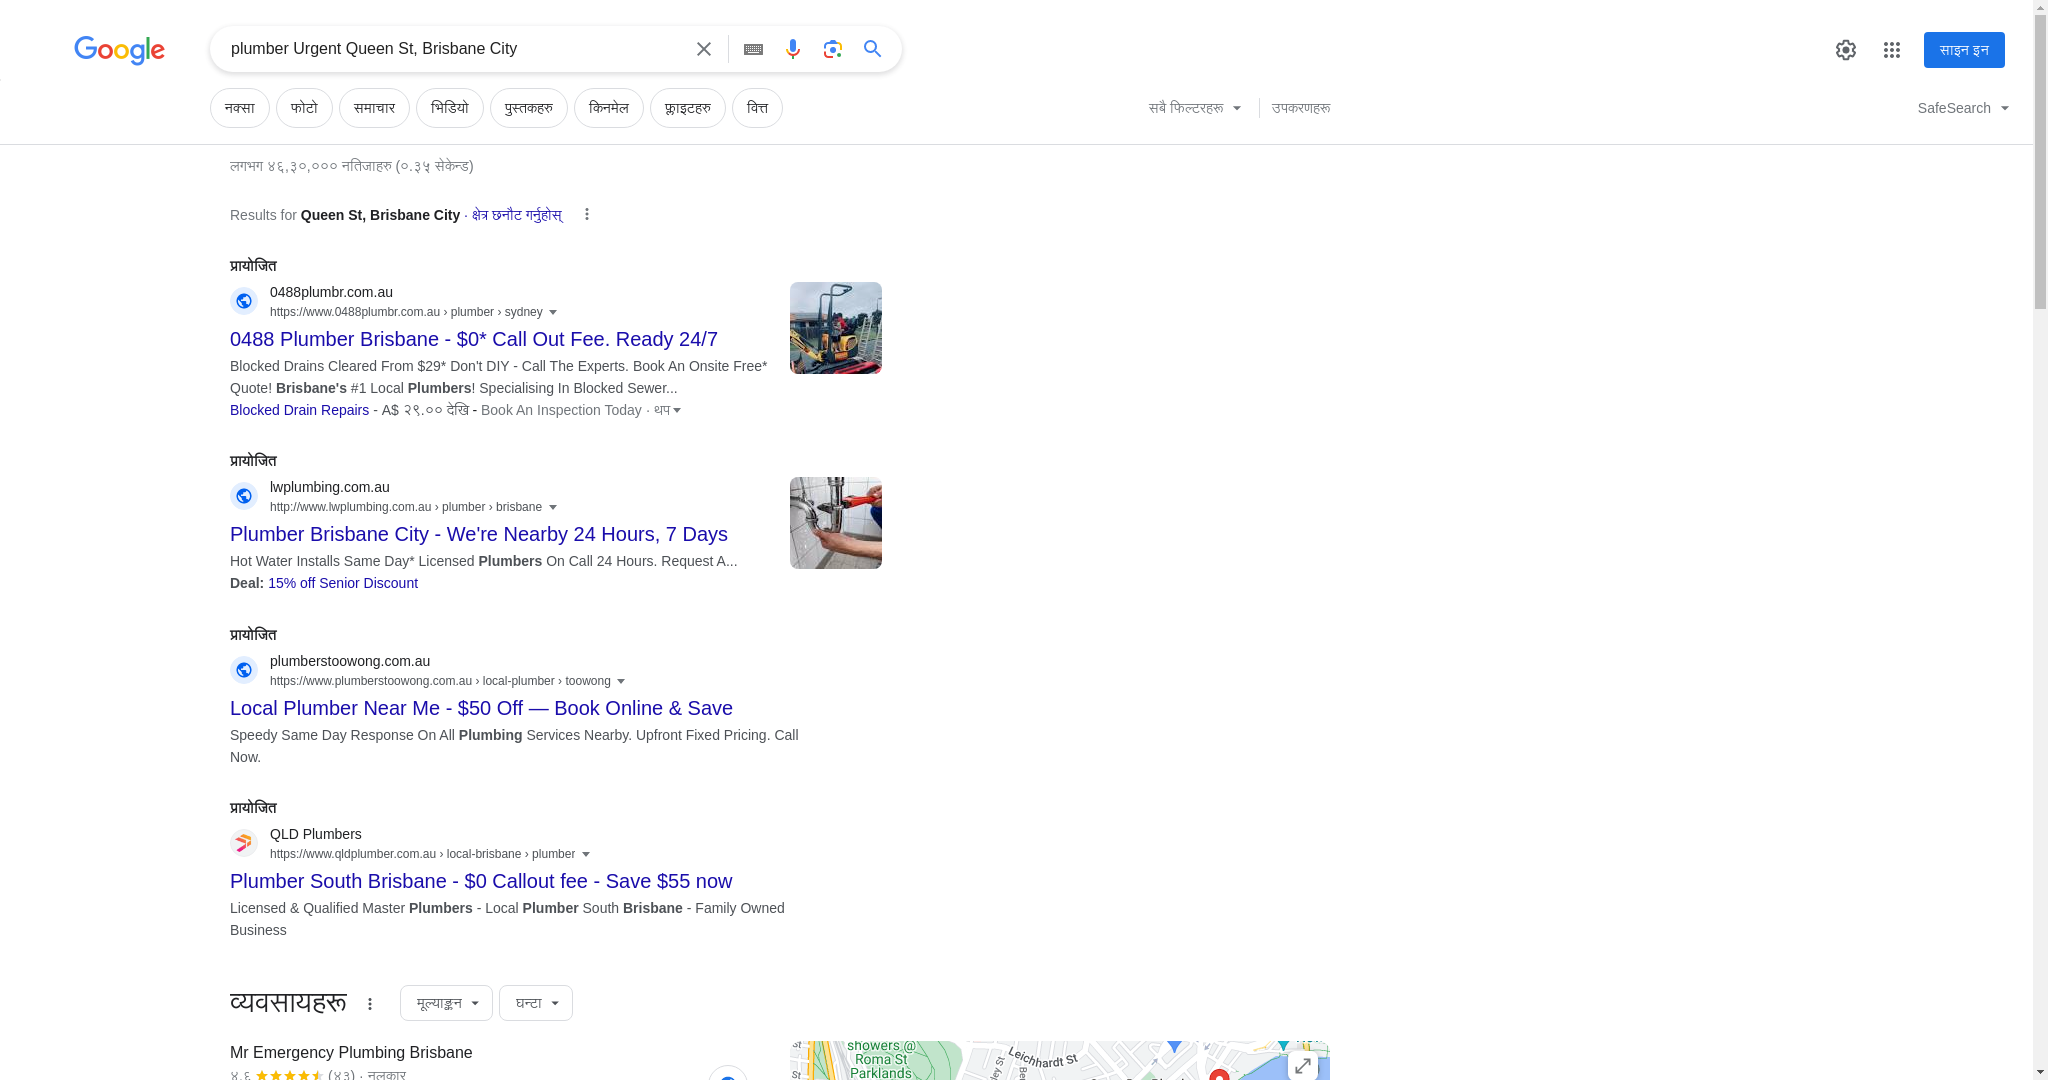 Google
plumber Urgent Queen St, Brisbane City
साइन इन
नक्सा
फोटो
समाचार
भिडियो
पुस्तकहरु
किनमेल
फ्लाइटहरु
वित्त
सबै फिल्टरहरू
उपकरणहरू
SafeSearch
लगभग ४६,३०,००० नतिजाहरु (०.३५ सेकेन्ड)
Results for Queen St, Brisbane City · क्षेत्र छनौट गर्नुहोस्
प्रायोजित
0488plumbr.com.au
https://www.0488plumbr.com.au › plumber › sydney
0488 Plumber Brisbane - $0* Call Out Fee. Ready 24/7
Blocked Drains Cleared From $29* Don't DIY - Call The Experts. Book An Onsite Free*
Quote! Brisbane's #1 Local Plumbers! Specialising In Blocked Sewer...
Blocked Drain Repairs - A$ २९.०० देखि - Book An Inspection Today · थप
प्रायोजित
lwplumbing.com.au
http://www.lwplumbing.com.au › plumber › brisbane
Plumber Brisbane City - We're Nearby 24 Hours, 7 Days
Hot Water Installs Same Day* Licensed Plumbers On Call 24 Hours. Request A...
Deal: 15% off Senior Discount
प्रायोजित
plumberstoowong.com.au
https://www.plumberstoowong.com.au › local-plumber › toowong
Local Plumber Near Me - $50 Off — Book Online & Save
Speedy Same Day Response On All Plumbing Services Nearby. Upfront Fixed Pricing. Call
Now.
प्रायोजित
QLD Plumbers
https://www.qldplumber.com.au › local-brisbane › plumber
Plumber South Brisbane - $0 Callout fee - Save $55 now
Licensed & Qualified Master Plumbers - Local Plumber South Brisbane - Family Owned
Business
व्यवसायहरू
मूल्याङ्कन
घन्टा
Mr Emergency Plumbing Brisbane
४.६ (४३) · नलकार
showers @
Roma St
Parklands
Leichhardt St